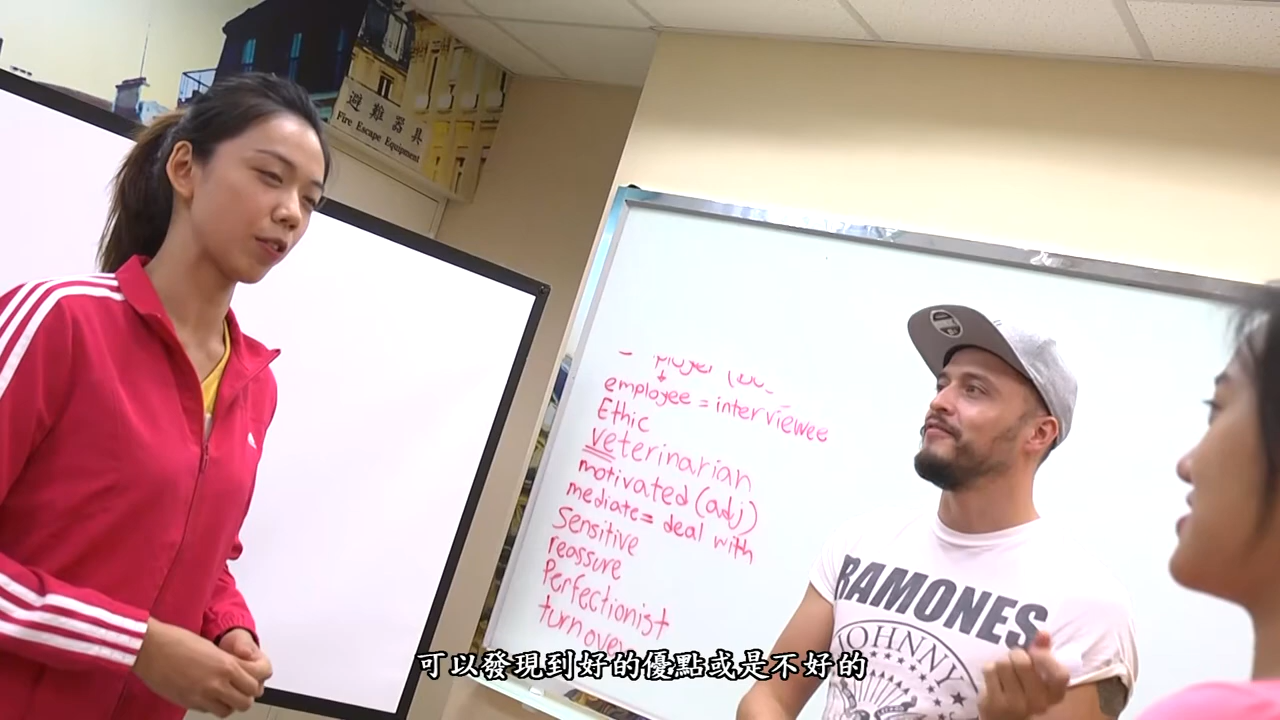 避難器具
Fire Escape Equipment
employee = interviewee
Ethic
veterinarian
motivated (adj)
mediate = deal with
Sensitive
reassure
Perfectionist
turnover
RAMONES
JOHNNY
可以發現到好的優點或是不好的